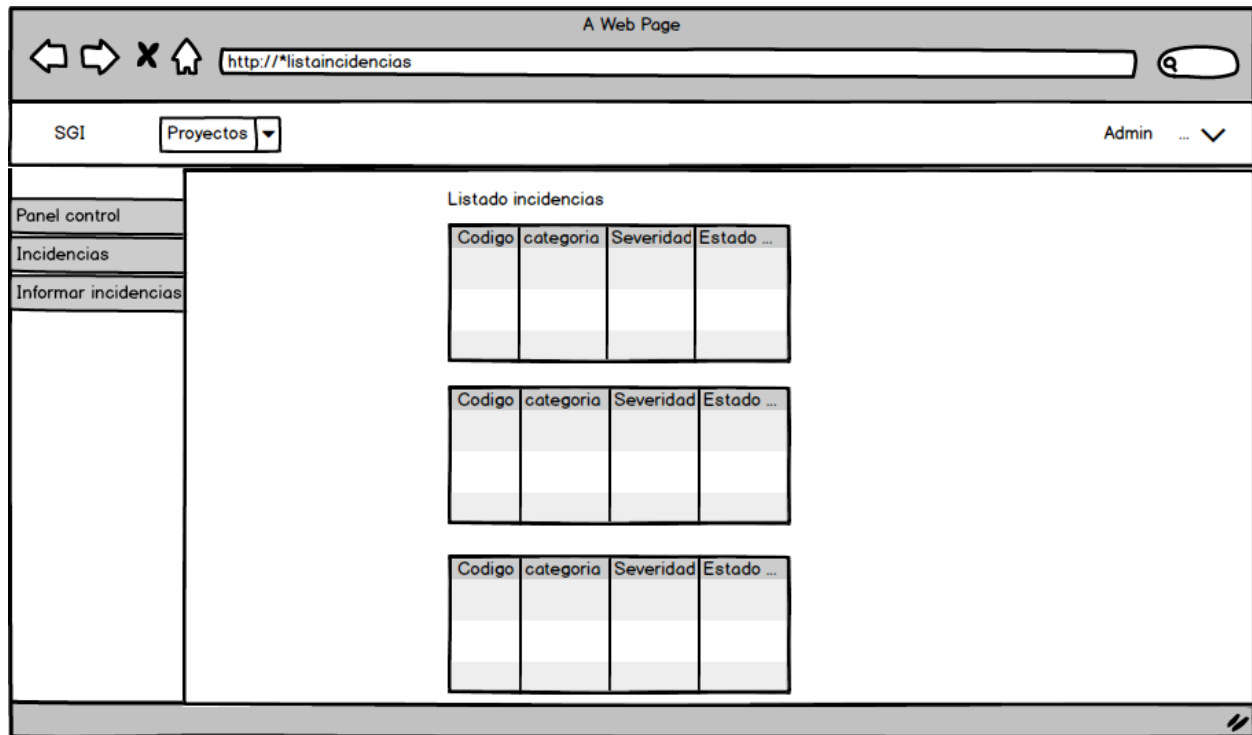 A Web Page
http://*listaincidencias
SGI Proyectos Admin ...
Panel control
Incidencias
Informar incidencias
Listado incidencias
Codigo categoria Severidad Estado ...
Codigo categoria Severidad Estado ...
Codigo categoria Severidad Estado ...